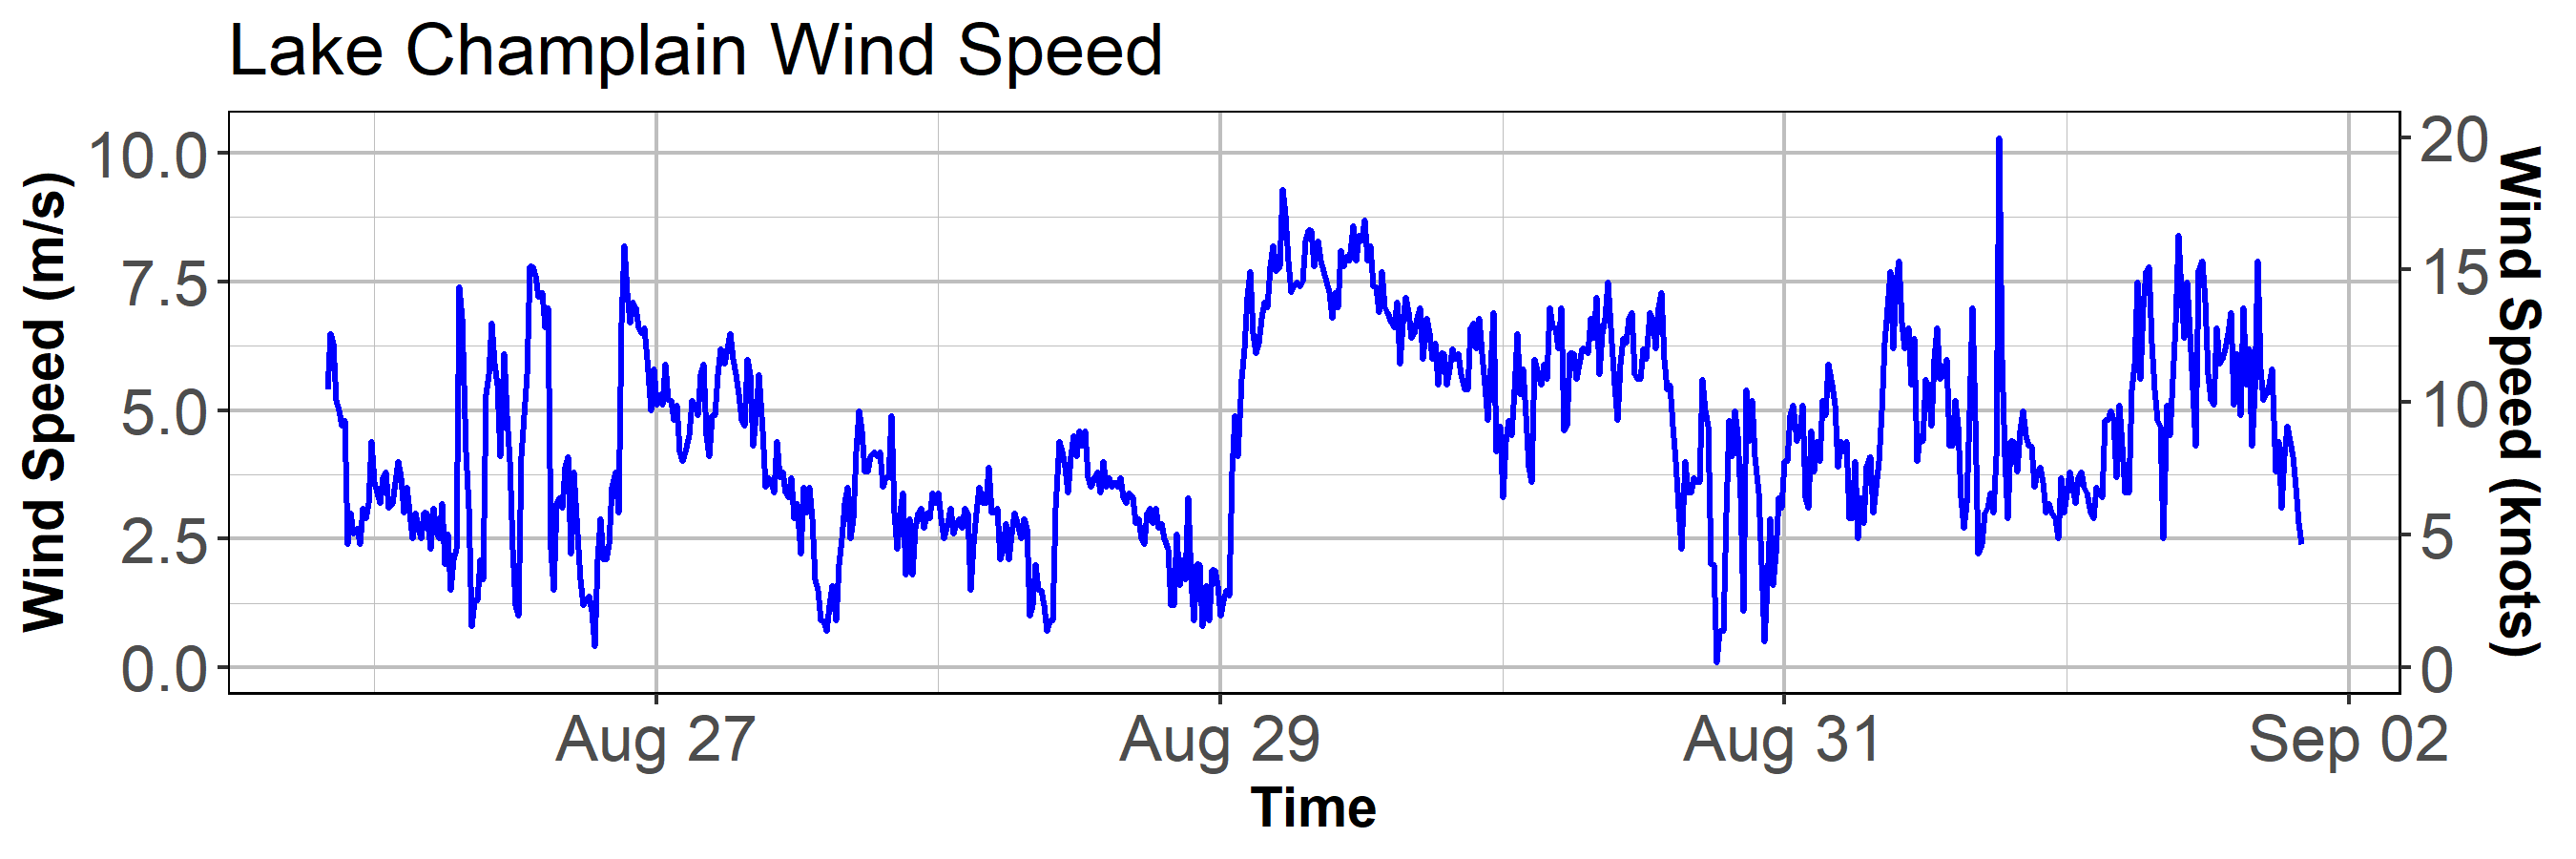 Lake Champlain Wind Speed
Wind Speed (m/s)
10.0
7.5
5.0
2.5
0.0
20
15
10
5
0
Wind Speed (knots)
Aug 27
Aug 29
Aug 31
Sep 02
Time